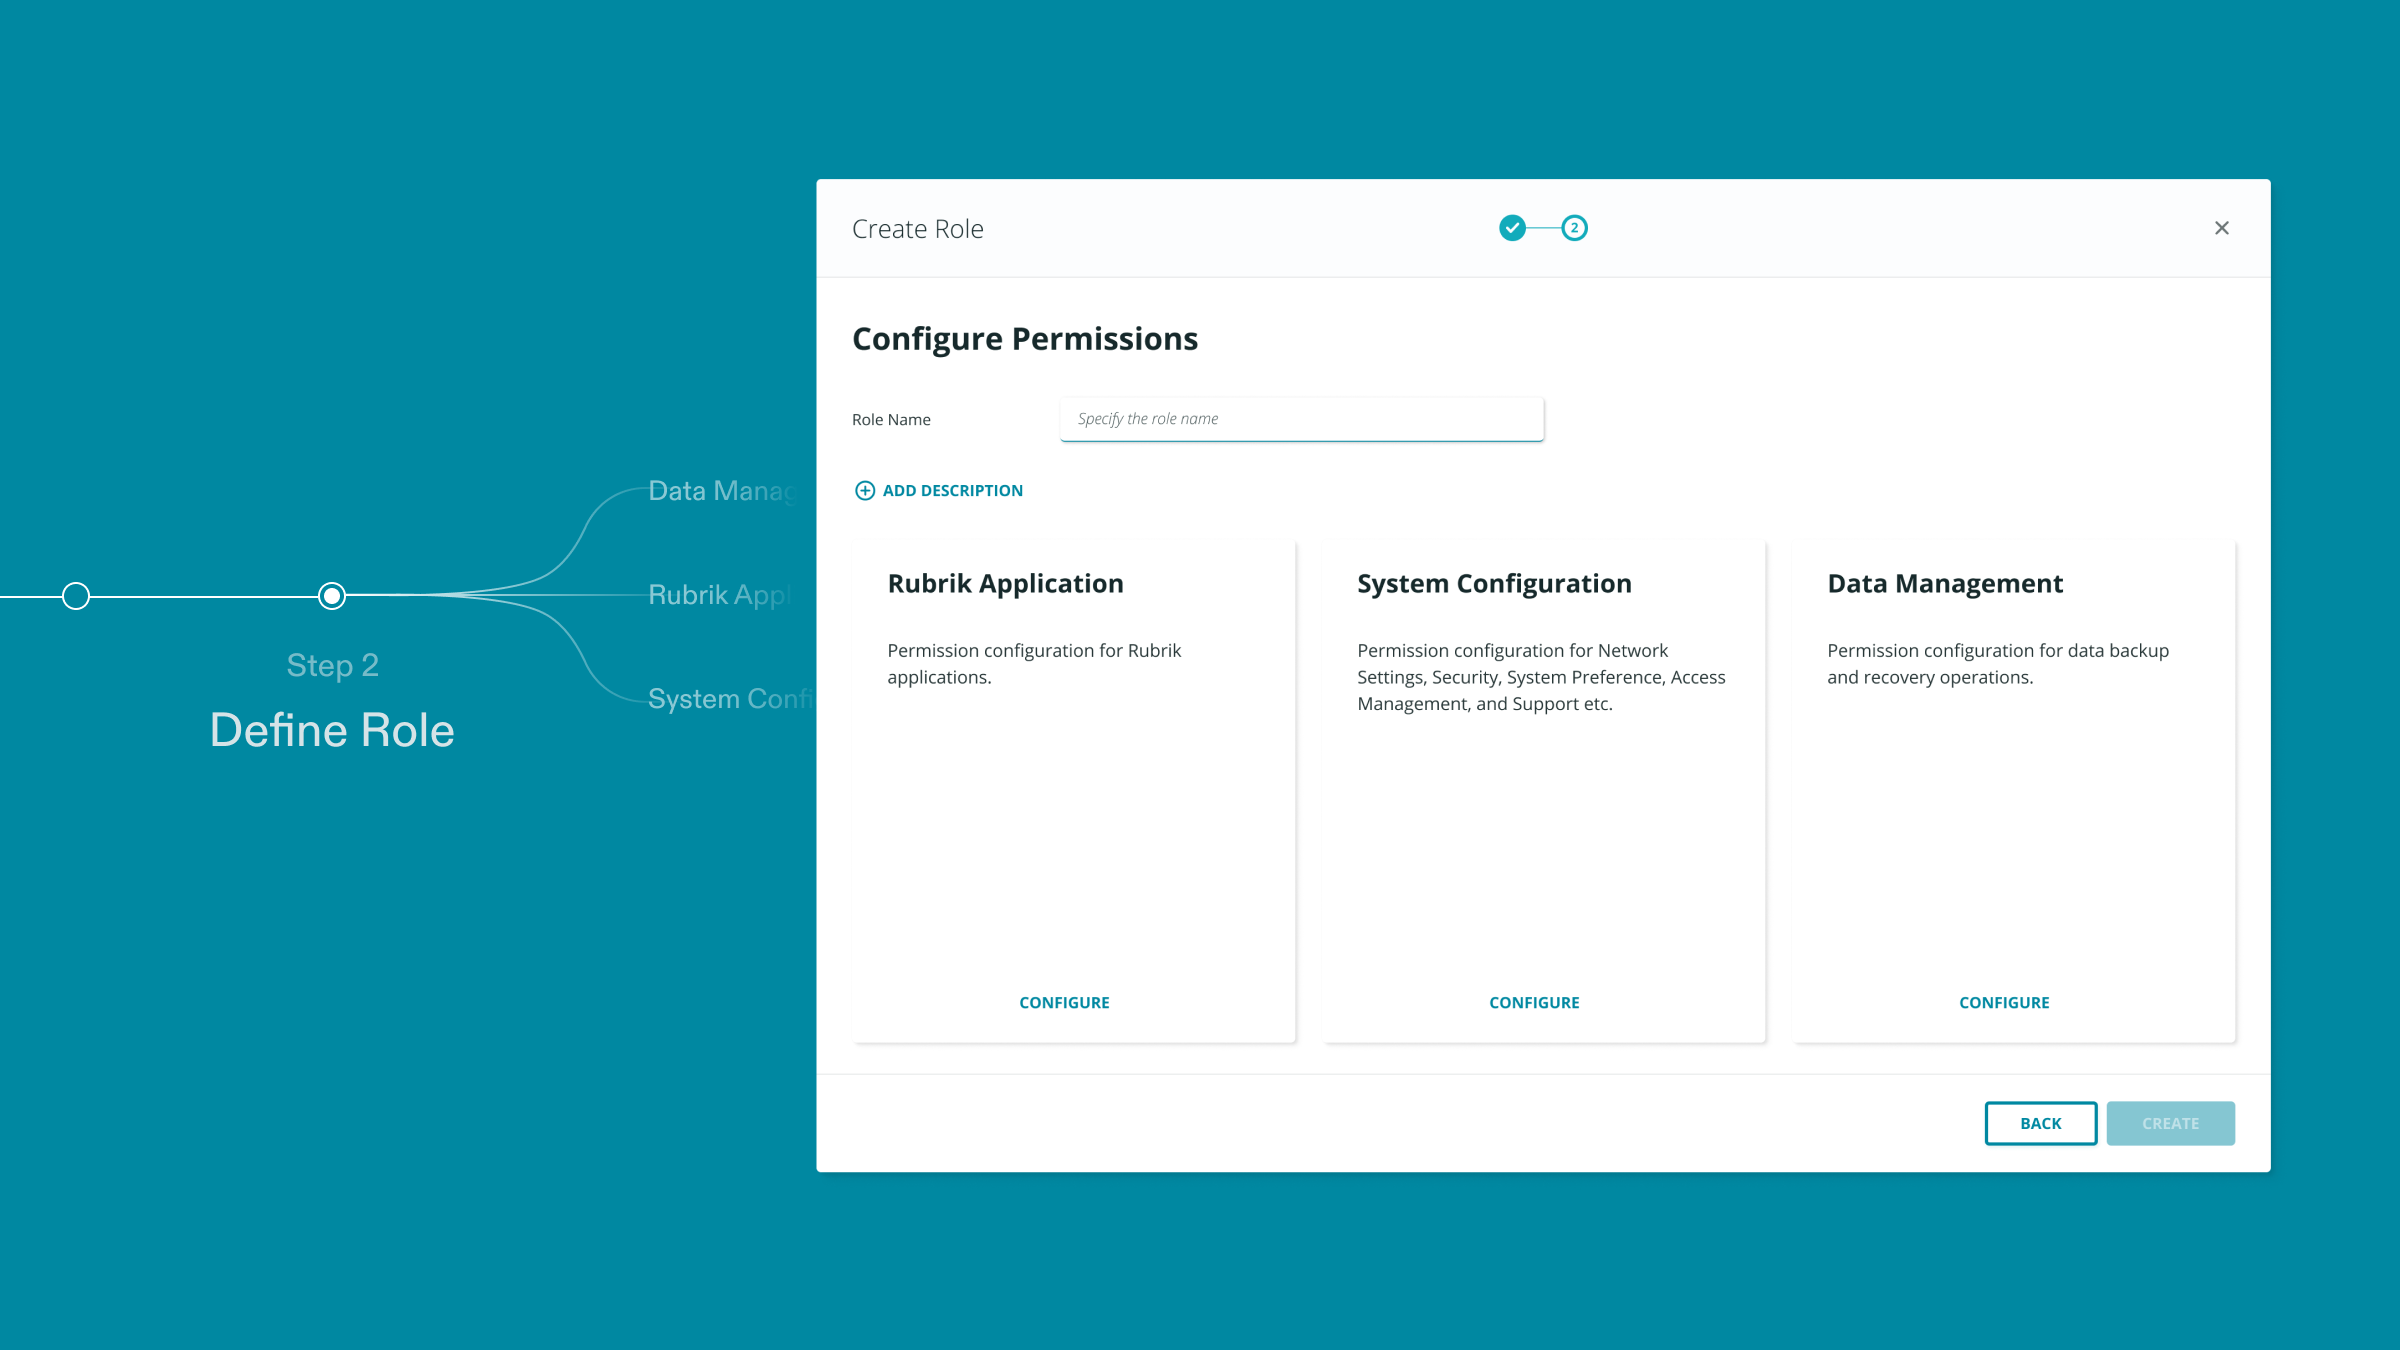 Data Manag
Rubrik Appl
System Confi
Step 2
Define Role
Create Role
2
Configure Permissions
Role Name
Specify the role name
ADD DESCRIPTION
Rubrik Application
Permission configuration for Rubrik
applications.
CONFIGURE
System Configuration
Permission configuration for Network
Settings, Security, System Preference, Access
Management, and Support etc.
CONFIGURE
Data Management
Permission configuration for data backup
and recovery operations.
CONFIGURE
BACK
CREATE